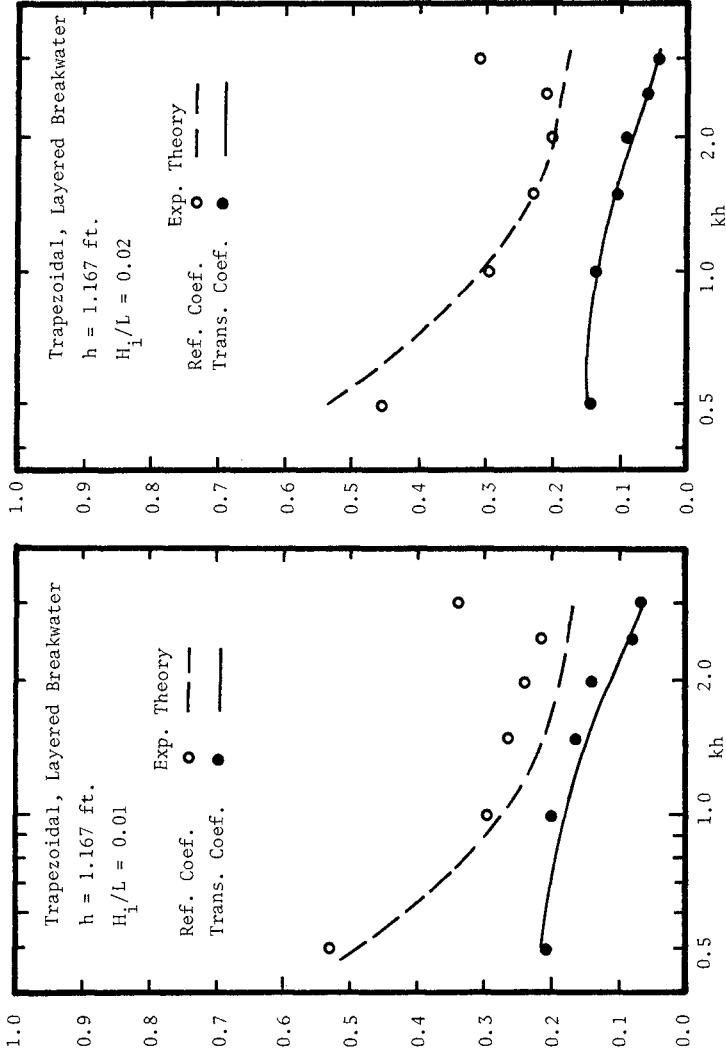 Trapezoidal, Layered Breakwater
h = 1.167 ft.
H_i/L = 0.01
Exp. Theory
Ref. Coef.
Trans. Coef.
1.0
0.9
0.8
0.7
0.6
0.5
0.4
0.3
0.2
0.1
0.0
0.5
1.0
2.0
kh
Trapezoidal, Layered Breakwater
h = 1.167 ft.
H_i/L = 0.02
Exp. Theory
Ref. Coef.
Trans. Coef.
1.0
0.9
0.8
0.7
0.6
0.5
0.4
0.3
0.2
0.1
0.0
0.5
1.0
2.0
kh